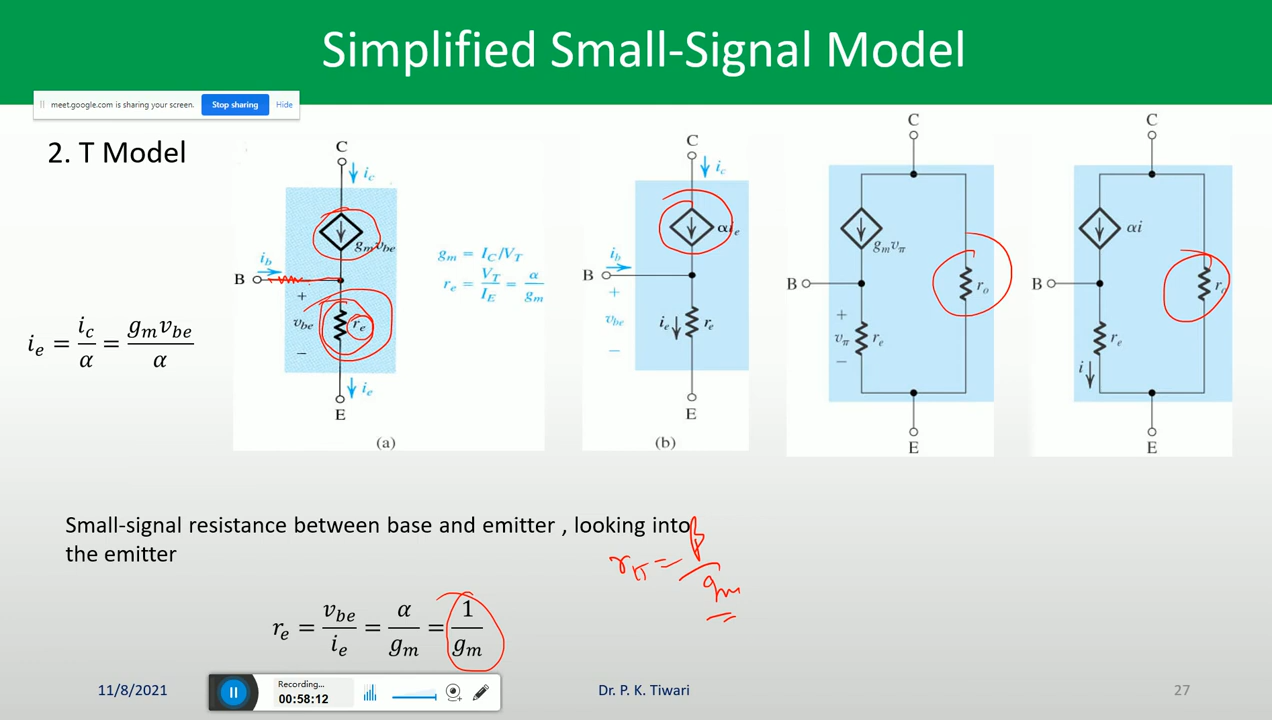 Simplified Small-Signal Model
meet.google.com is sharing your screen. Stop sharing Hide
2. T Model
i_e = i_c/α = g_m v_be/α
C
i_c
g_m v_be
i_b
B
+
v_be
r_e
−
i_e
E
(a)
g_m = I_C/V_T
r_e = V_T/I_E = α/g_m
C
i_c
αi_e
i_b
B
+
v_be
i_e
r_e
−
E
(b)
C
g_m v_π
B
r_o
+
v_π
r_e
−
E
C
αi
B
r_o
r_e
i
E
Small-signal resistance between base and emitter , looking into
the emitter
r_π = β/g_m
r_e = v_be/i_e = α/g_m = 1/g_m
11/8/2021
Recording...
00:58:12
Dr. P. K. Tiwari
27